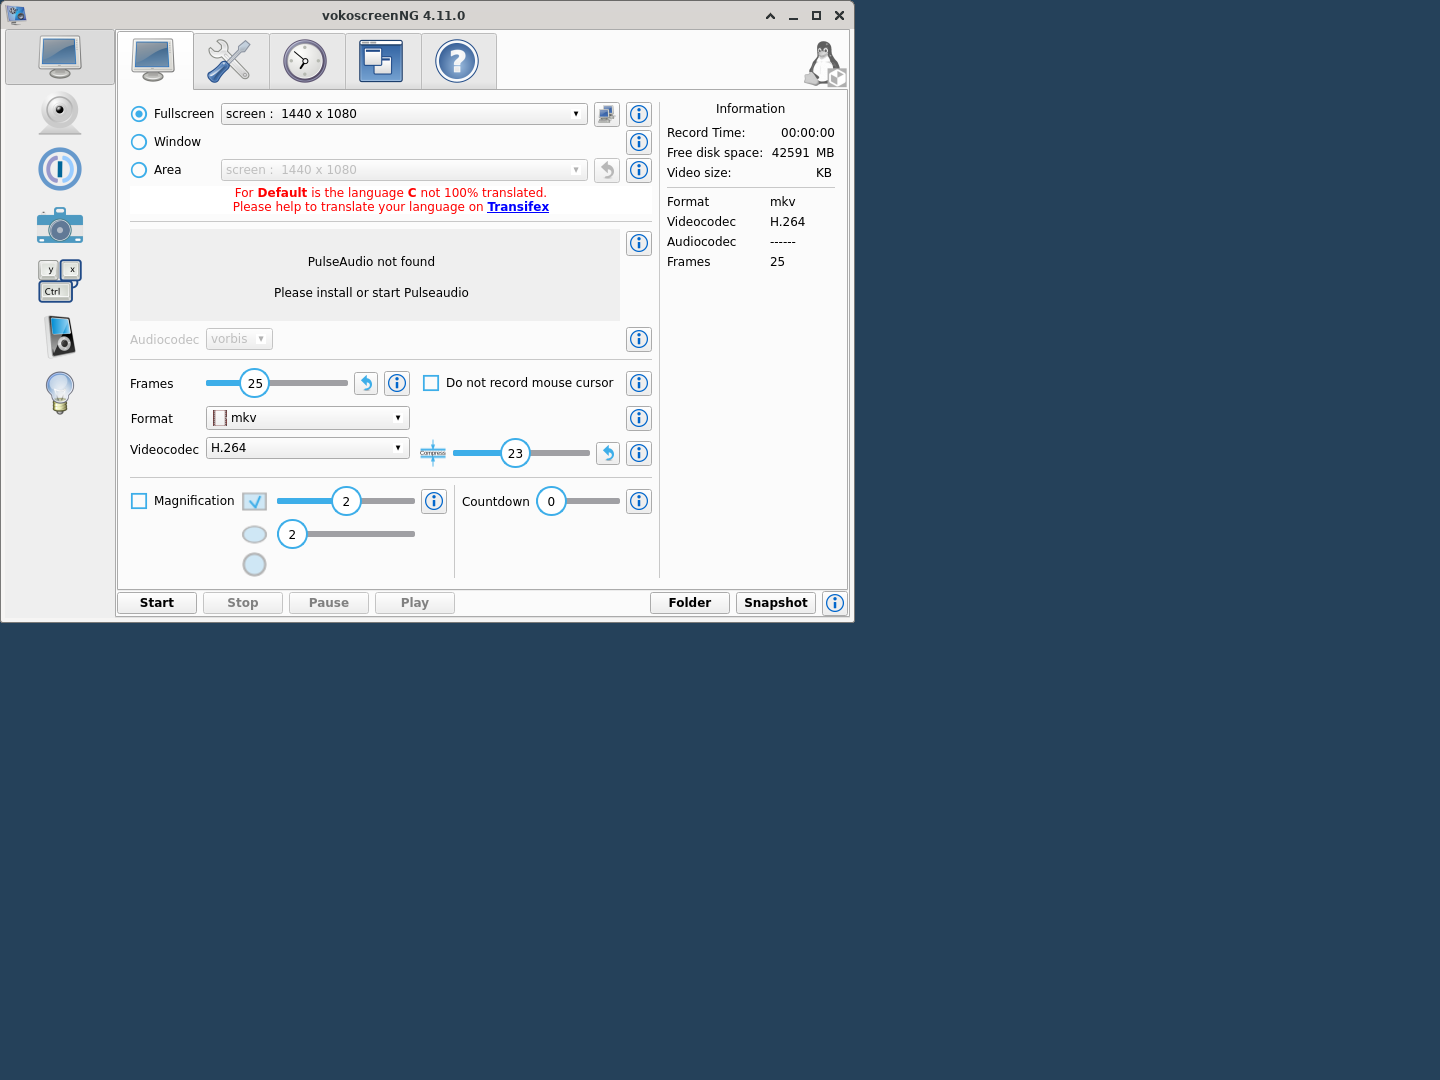 vokoscreenNG 4.11.0
Fullscreen
screen : 1440 x 1080
Window
Area
screen : 1440 x 1080
For Default is the language C not 100% translated.
Please help to translate your language on Transifex
PulseAudio not found
Please install or start Pulseaudio
Audiocodec
vorbis
Frames
25
Do not record mouse cursor
Format
mkv
Videocodec
H.264
Compress
23
Magnification
2
2
Countdown
0
Information
Record Time: 00:00:00
Free disk space: 42591 MB
Video size: KB
Format mkv
Videocodec H.264
Audiocodec ------
Frames 25
y
x
Ctrl
Start
Stop
Pause
Play
Folder
Snapshot